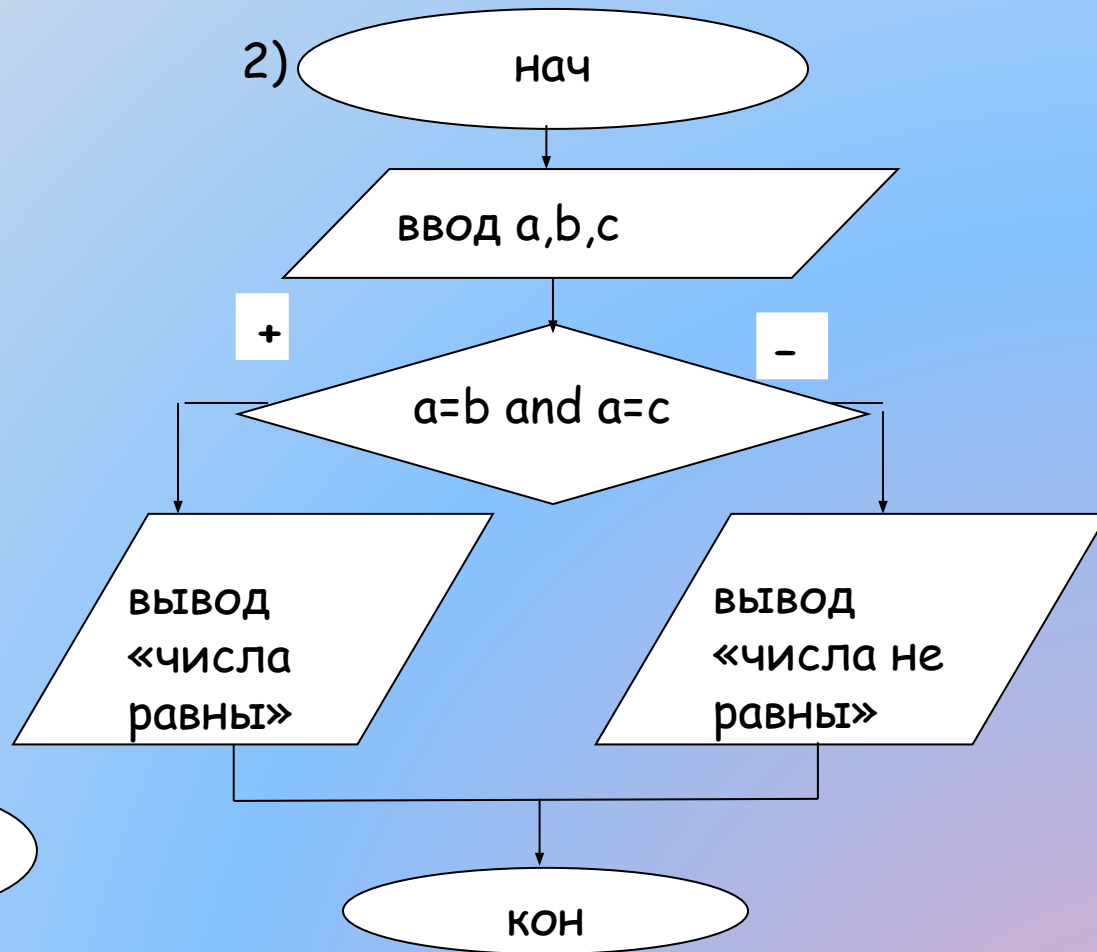 2)
нач
ввод a,b,c
+
-
a=b and a=c
вывод
«числа
равны»
вывод
«числа не
равны»
кон